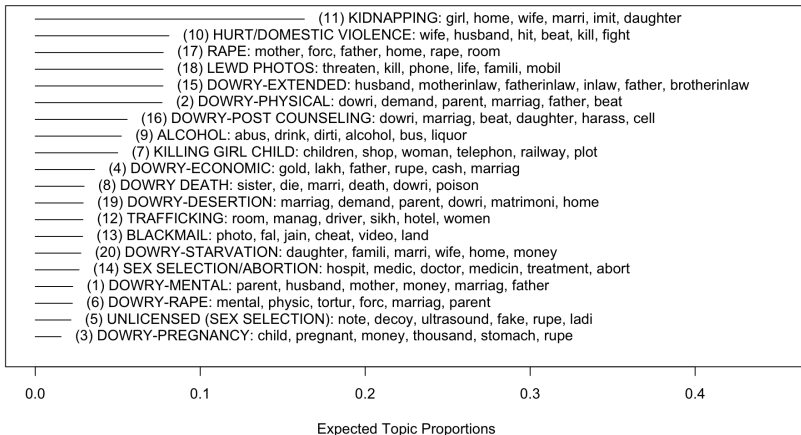 (11) KIDNAPPING: girl, home, wife, marri, imit, daughter
(10) HURT/DOMESTIC VIOLENCE: wife, husband, hit, beat, kill, fight
(17) RAPE: mother, forc, father, home, rape, room
(18) LEWD PHOTOS: threaten, kill, phone, life, famili, mobil
(15) DOWRY-EXTENDED: husband, motherinlaw, fatherinlaw, inlaw, father, brotherinlaw
(2) DOWRY-PHYSICAL: dowri, demand, parent, marriag, father, beat
(16) DOWRY-POST COUNSELING: dowri, marriag, beat, daughter, harass, cell
(9) ALCOHOL: abus, drink, dirti, alcohol, bus, liquor
(7) KILLING GIRL CHILD: children, shop, woman, telephon, railway, plot
(4) DOWRY-ECONOMIC: gold, lakh, father, rupe, cash, marriag
(8) DOWRY DEATH: sister, die, marri, death, dowri, poison
(19) DOWRY-DESERTION: marriag, demand, parent, dowri, matrimoni, home
(12) TRAFFICKING: room, manag, driver, sikh, hotel, women
(13) BLACKMAIL: photo, fal, jain, cheat, video, land
(20) DOWRY-STARVATION: daughter, famili, marri, wife, home, money
(14) SEX SELECTION/ABORTION: hospit, medic, doctor, medicin, treatment, abort
(1) DOWRY-MENTAL: parent, husband, mother, money, marriag, father
(6) DOWRY-RAPE: mental, physic, tortur, forc, marriag, parent
(5) UNLICENSED (SEX SELECTION): note, decoy, ultrasound, fake, rupe, ladi
(3) DOWRY-PREGNANCY: child, pregnant, money, thousand, stomach, rupe
0.0 0.1 0.2 0.3 0.4
Expected Topic Proportions